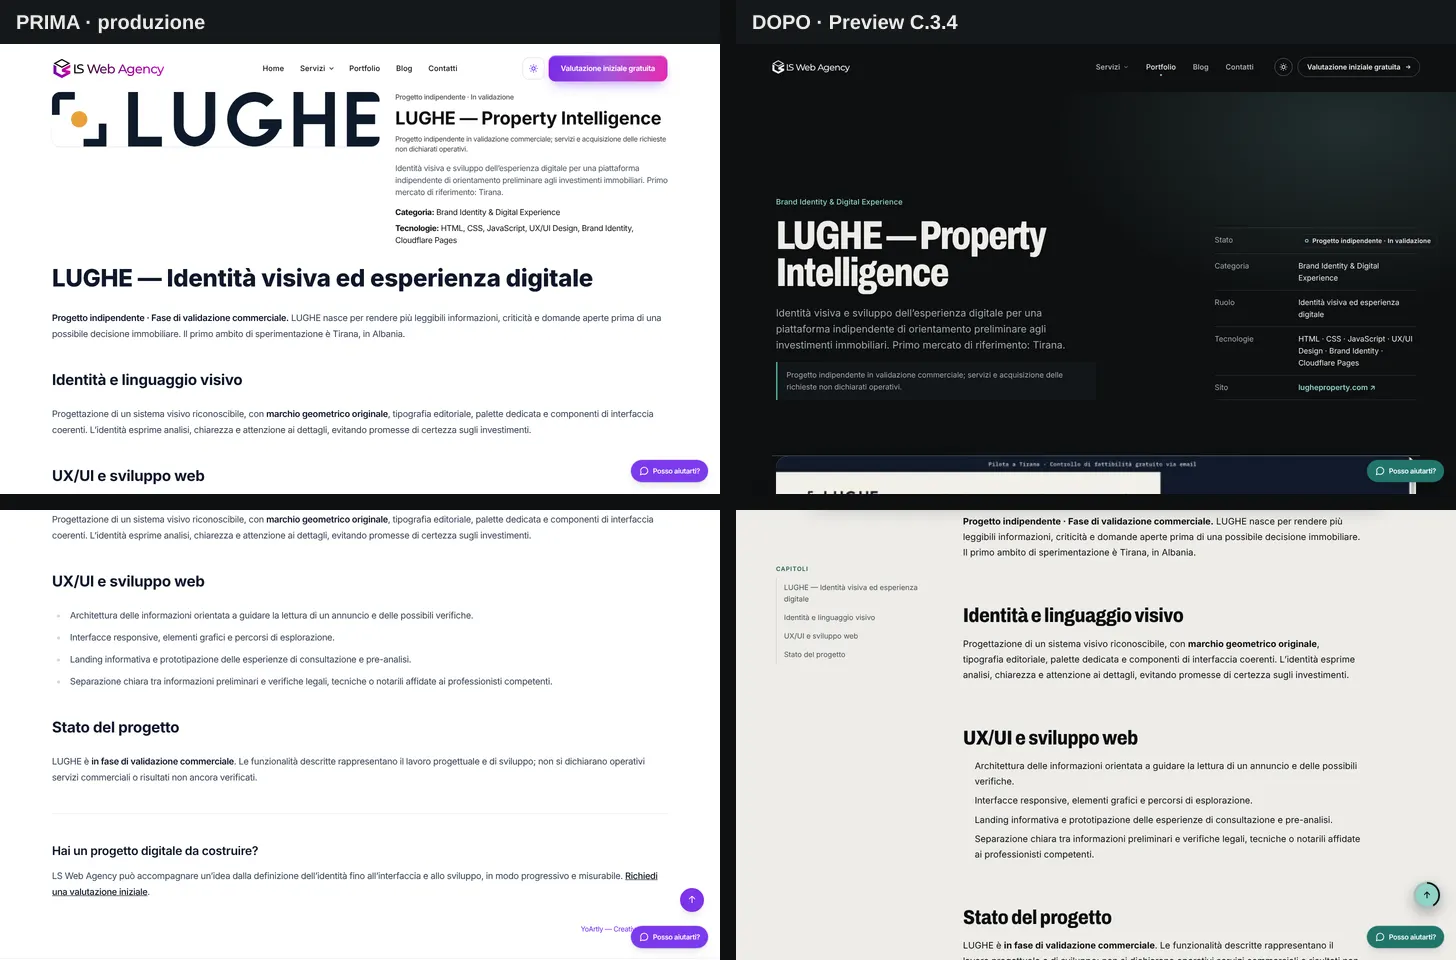 PRIMA · produzione
LS Web Agency
Home
Servizi
Portfolio
Blog
Contatti
Valutazione iniziale gratuita
LUGHE
Progetto indipendente · In validazione
LUGHE — Property Intelligence
Progetto indipendente in validazione commerciale; servizi e acquisizione delle richieste
non dichiarati operativi.
Identità visiva e sviluppo dell’esperienza digitale per una piattaforma
indipendente di orientamento preliminare agli investimenti immobiliari. Primo
mercato di riferimento: Tirana.
Categoria: Brand Identity & Digital Experience
Tecnologie: HTML, CSS, JavaScript, UX/UI Design, Brand Identity,
Cloudflare Pages
LUGHE — Identità visiva ed esperienza digitale
Progetto indipendente · Fase di validazione commerciale. LUGHE nasce per rendere più leggibili informazioni, criticità e domande aperte prima di una
possibile decisione immobiliare. Il primo ambito di sperimentazione è Tirana, in Albania.
Identità e linguaggio visivo
Progettazione di un sistema visivo riconoscibile, con marchio geometrico originale, tipografia editoriale, palette dedicata e componenti di interfaccia
coerenti. L’identità esprime analisi, chiarezza e attenzione ai dettagli, evitando promesse di certezza sugli investimenti.
UX/UI e sviluppo web
Posso aiutarti?
DOPO · Preview C.3.4
LS Web Agency
Servizi
Portfolio
Blog
Contatti
Valutazione iniziale gratuita →
Brand Identity & Digital Experience
LUGHE — Property
Intelligence
Identità visiva e sviluppo dell’esperienza digitale per una
piattaforma indipendente di orientamento preliminare agli
investimenti immobiliari. Primo mercato di riferimento: Tirana.
Progetto indipendente in validazione commerciale; servizi e acquisizione delle
richieste non dichiarati operativi.
Stato
Progetto indipendente · In validazione
Categoria
Brand Identity & Digital
Experience
Ruolo
Identità visiva ed esperienza
digitale
Tecnologie
HTML · CSS · JavaScript · UX/UI
Design · Brand Identity ·
Cloudflare Pages
Sito
lugheproperty.com ↗
Pilota a Tirana · Controllo di fattibilità gratuito via email
LUGHE
Posso aiutarti?
Progettazione di un sistema visivo riconoscibile, con marchio geometrico originale, tipografia editoriale, palette dedicata e componenti di interfaccia
coerenti. L’identità esprime analisi, chiarezza e attenzione ai dettagli, evitando promesse di certezza sugli investimenti.
UX/UI e sviluppo web
Architettura delle informazioni orientata a guidare la lettura di un annuncio e delle possibili verifiche.
Interfacce responsive, elementi grafici e percorsi di esplorazione.
Landing informativa e prototipazione delle esperienze di consultazione e pre-analisi.
Separazione chiara tra informazioni preliminari e verifiche legali, tecniche o notarili affidate ai professionisti competenti.
Stato del progetto
LUGHE è in fase di validazione commerciale. Le funzionalità descritte rappresentano il lavoro progettuale e di sviluppo; non si dichiarano operativi
servizi commerciali o risultati non ancora verificati.
Hai un progetto digitale da costruire?
LS Web Agency può accompagnare un’idea dalla definizione dell’identità fino all’interfaccia e allo sviluppo, in modo progressivo e misurabile. Richiedi
una valutazione iniziale.
YoArtly — Creati
Posso aiutarti?
Progetto indipendente · Fase di validazione commerciale. LUGHE nasce per rendere più
leggibili informazioni, criticità e domande aperte prima di una possibile decisione immobiliare.
Il primo ambito di sperimentazione è Tirana, in Albania.
CAPITOLI
LUGHE — Identità visiva ed esperienza
digitale
Identità e linguaggio visivo
UX/UI e sviluppo web
Stato del progetto
Identità e linguaggio visivo
Progettazione di un sistema visivo riconoscibile, con marchio geometrico originale,
tipografia editoriale, palette dedicata e componenti di interfaccia coerenti. L’identità esprime
analisi, chiarezza e attenzione ai dettagli, evitando promesse di certezza sugli investimenti.
UX/UI e sviluppo web
Architettura delle informazioni orientata a guidare la lettura di un annuncio e delle possibili
verifiche.
Interfacce responsive, elementi grafici e percorsi di esplorazione.
Landing informativa e prototipazione delle esperienze di consultazione e pre-analisi.
Separazione chiara tra informazioni preliminari e verifiche legali, tecniche o notarili affidate
ai professionisti competenti.
Stato del progetto
LUGHE è in fase di validazione commerciale. Le funzionalità descritte rappresentano il
Posso aiutarti?